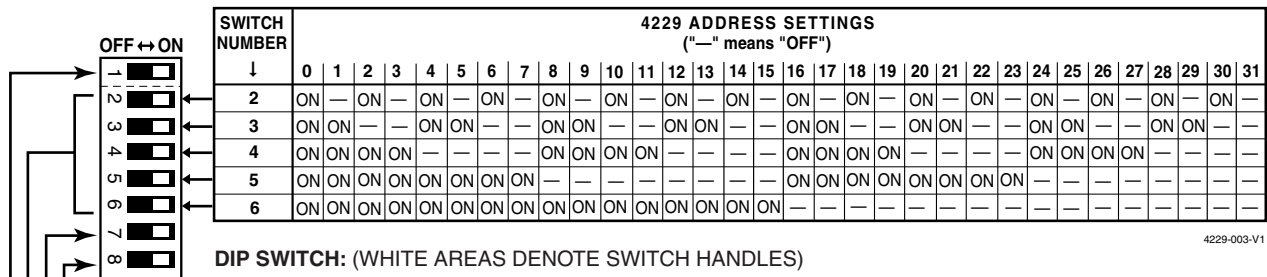 OFF ↔ ON
1
2
3
4
5
6
7
8
SWITCH NUMBER ↓
4229 ADDRESS SETTINGS
("—" means "OFF")
0 1 2 3 4 5 6 7 8 9 10 11 12 13 14 15 16 17 18 19 20 21 22 23 24 25 26 27 28 29 30 31
2 ON — ON — ON — ON — ON — ON — ON — ON — ON — ON — ON — ON — ON — ON — ON — ON —
3 ON ON — — ON ON — — ON ON — — ON ON — — ON ON — — ON ON — — ON ON — — ON ON — —
4 ON ON ON ON — — — — ON ON ON ON — — — — ON ON ON ON — — — — ON ON ON ON — — — —
5 ON ON ON ON ON ON ON ON — — — — — — — — ON ON ON ON ON ON ON ON — — — — — — — —
6 ON ON ON ON ON ON ON ON ON ON ON ON ON ON ON ON — — — — — — — — — — — — — — — —
4229-003-V1
DIP SWITCH: (WHITE AREAS DENOTE SWITCH HANDLES)